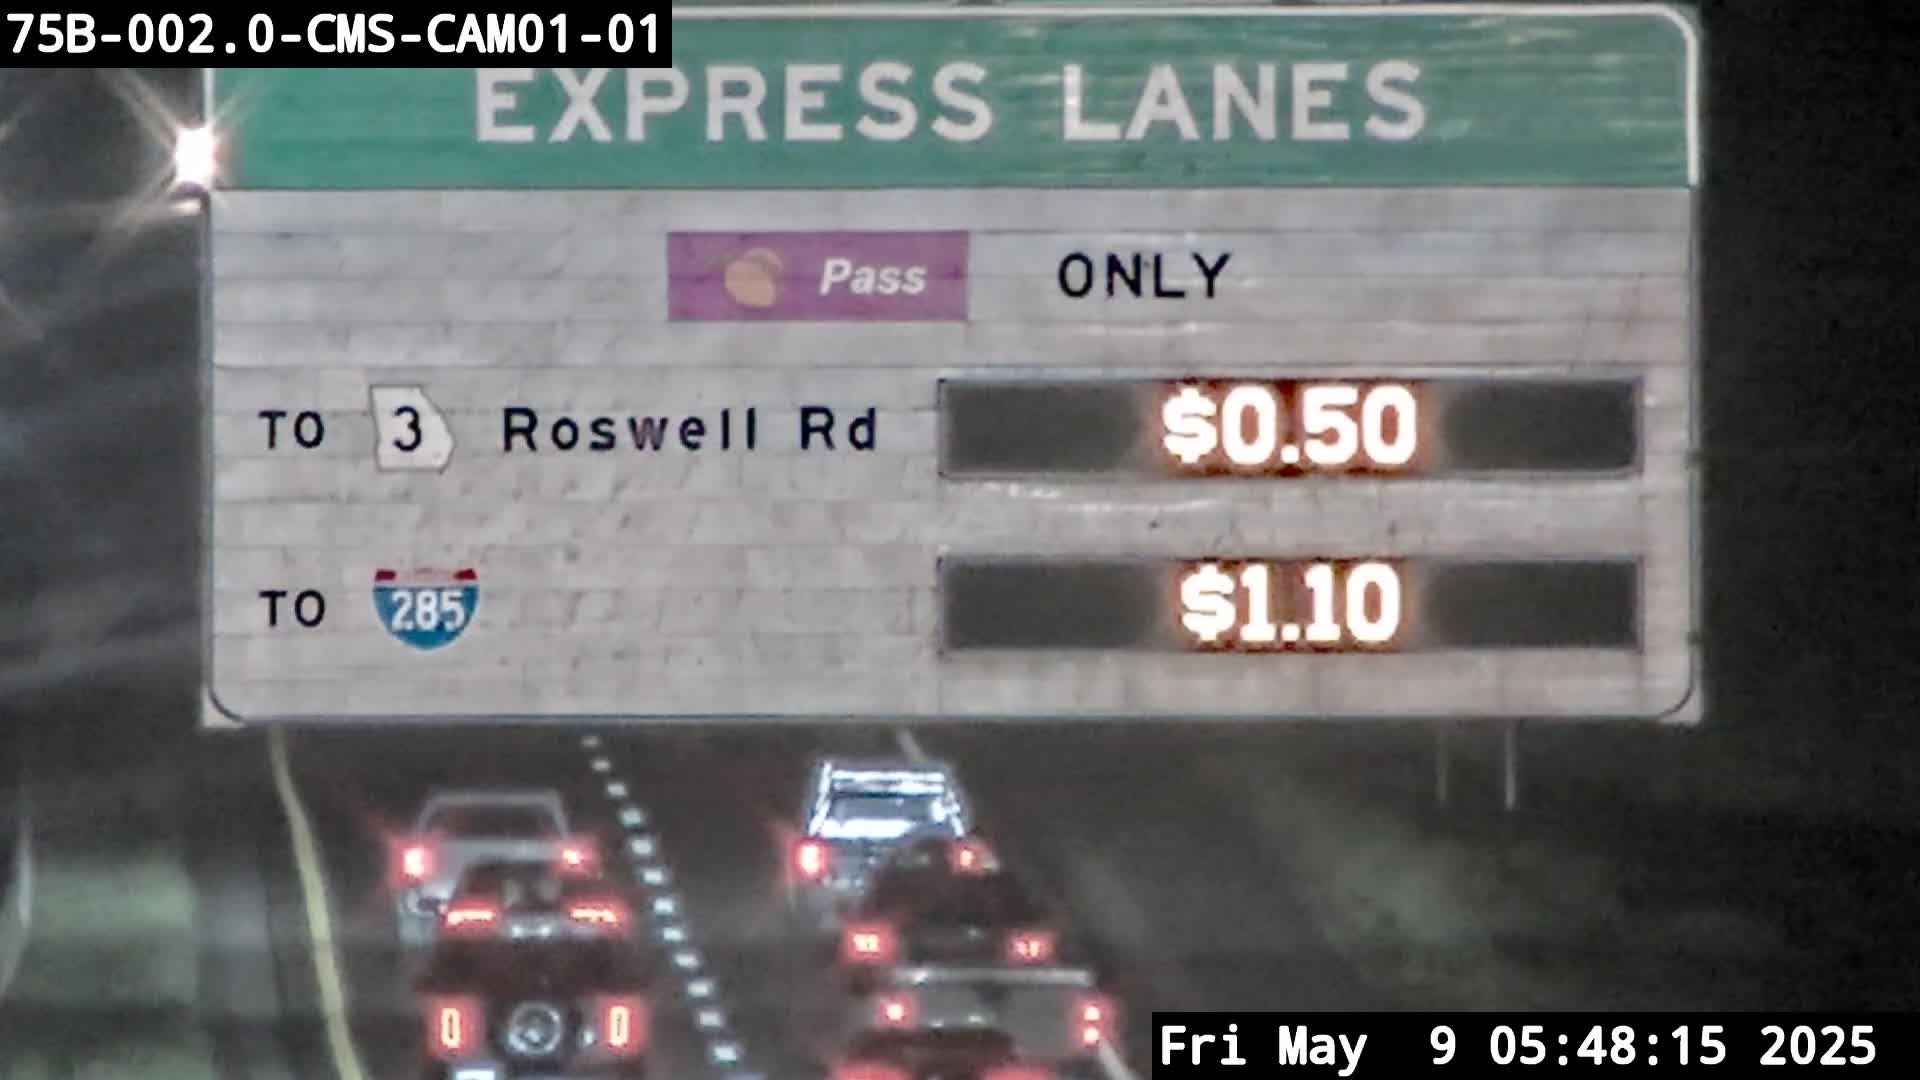 75B-002.0-CMS-CAM01-01
EXPRESS LANES
Pass ONLY
TO 3 Roswell Rd $0.50
TO 285 $1.10
Fri May 9 05:48:15 2025